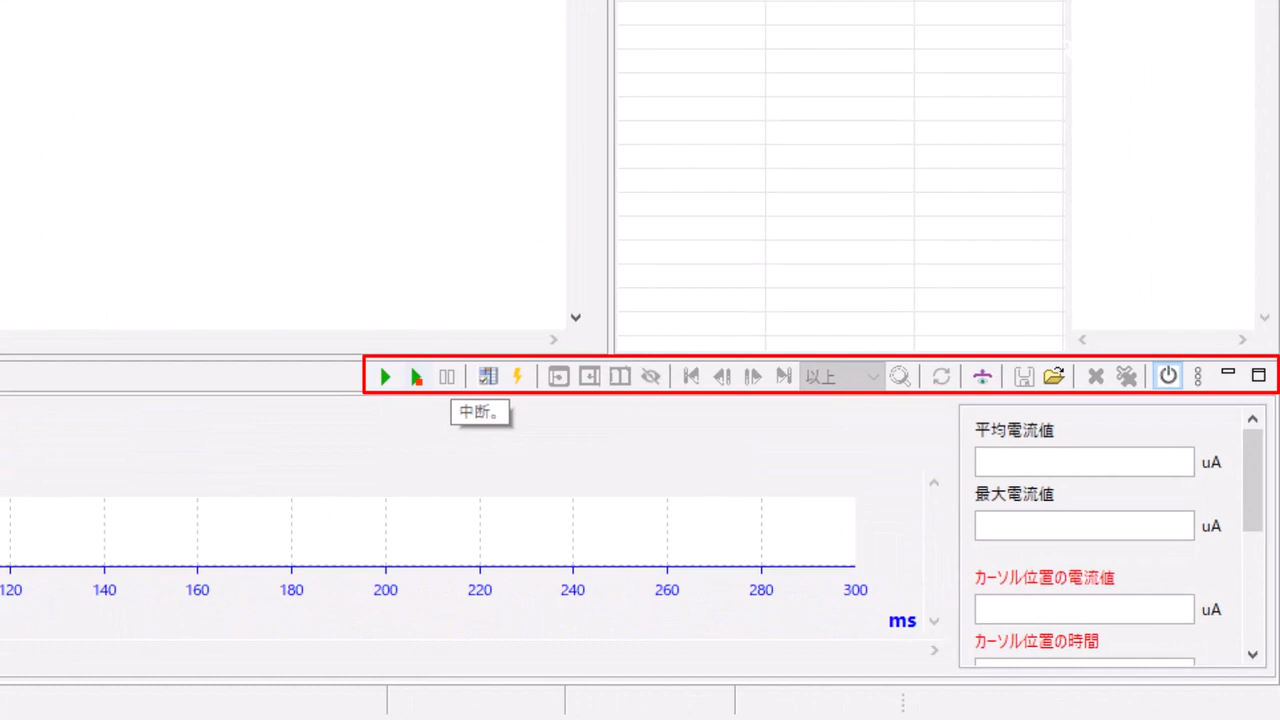 以上
中断。
平均電流値
uA
最大電流値
uA
カーソル位置の電流値
uA
カーソル位置の時間
120 140 160 180 200 220 240 260 280 300
ms